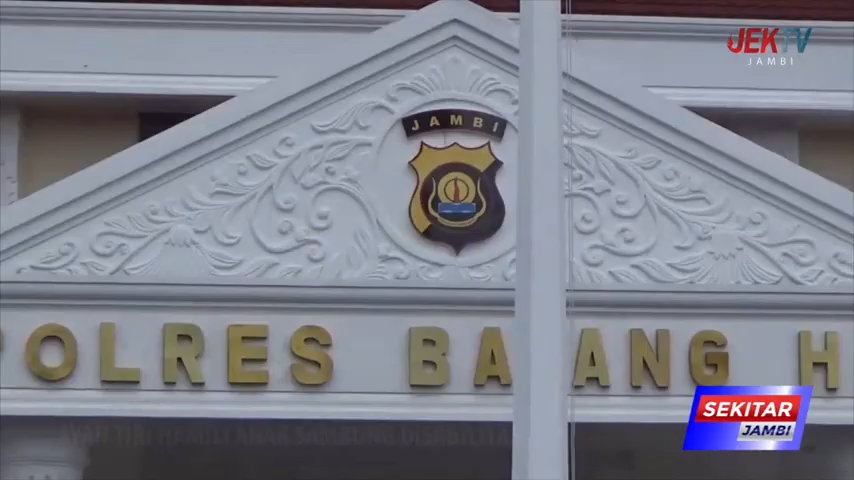 JEKTV
JAMBI
JAMBI
POLRES BA ANG H
SEKITAR
JAMBI